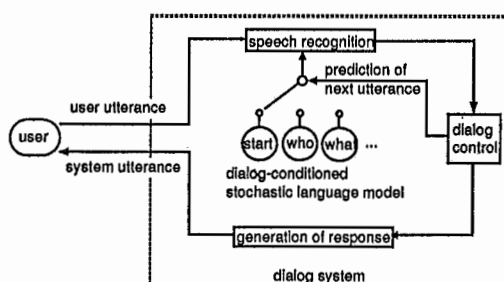 speech recognition
prediction of
next utterance
user utterance
user
system utterance
start
who
what
...
dialog
control
dialog-conditioned
stochastic language model
generation of response
dialog system